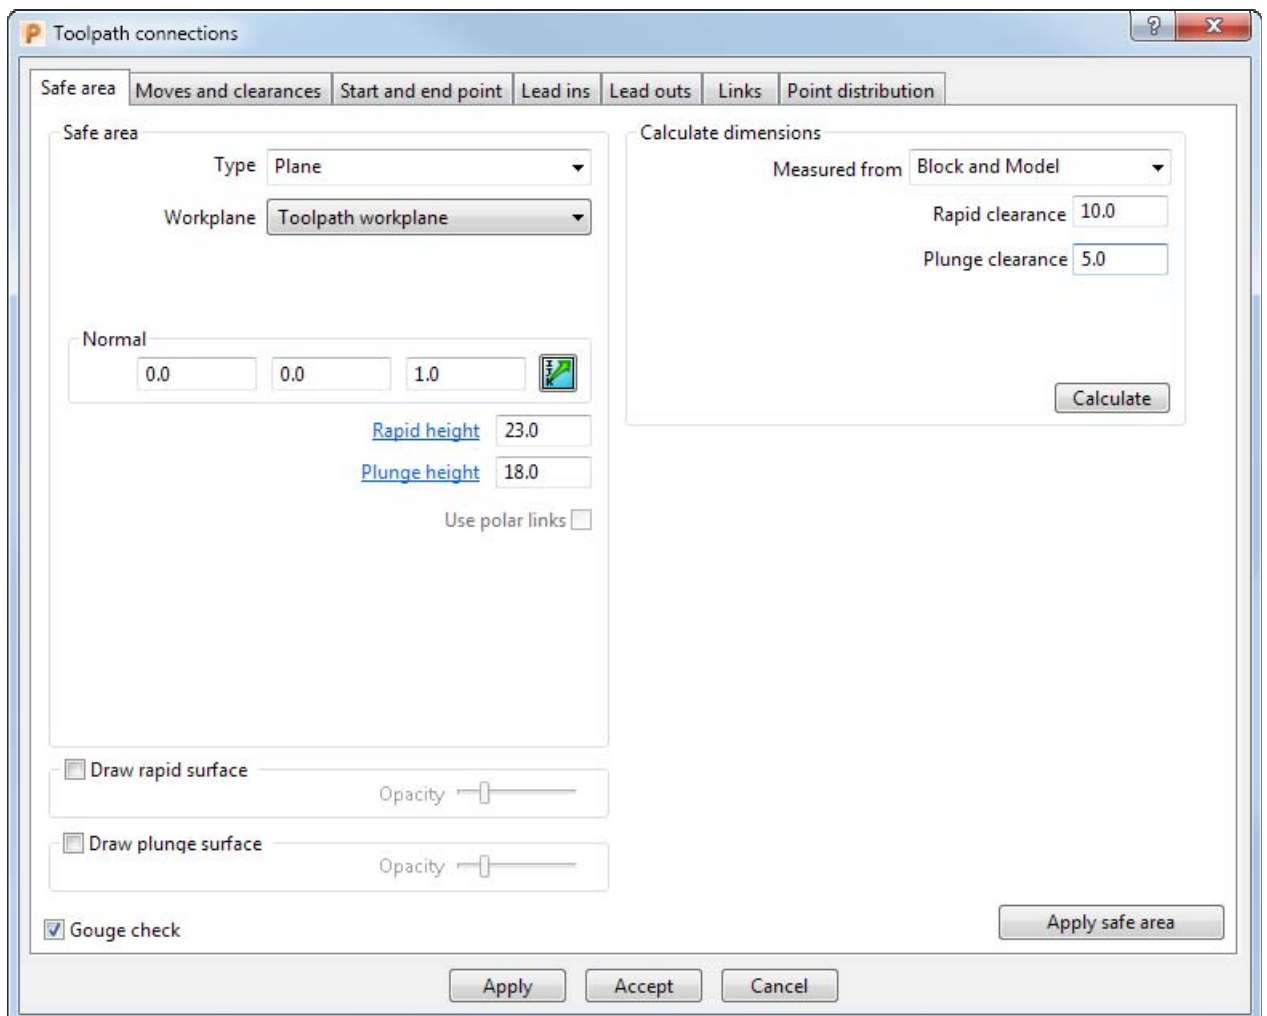 Toolpath connections
?
X
Safe area
Moves and clearances
Start and end point
Lead ins
Lead outs
Links
Point distribution
Safe area
Type
Plane
Workplane
Toolpath workplane
Normal
0.0
0.0
1.0
I
J
K
Rapid height
23.0
Plunge height
18.0
Use polar links
Draw rapid surface
Opacity
Draw plunge surface
Opacity
Gouge check
Calculate dimensions
Measured from
Block and Model
Rapid clearance
10.0
Plunge clearance
5.0
Calculate
Apply safe area
Apply
Accept
Cancel